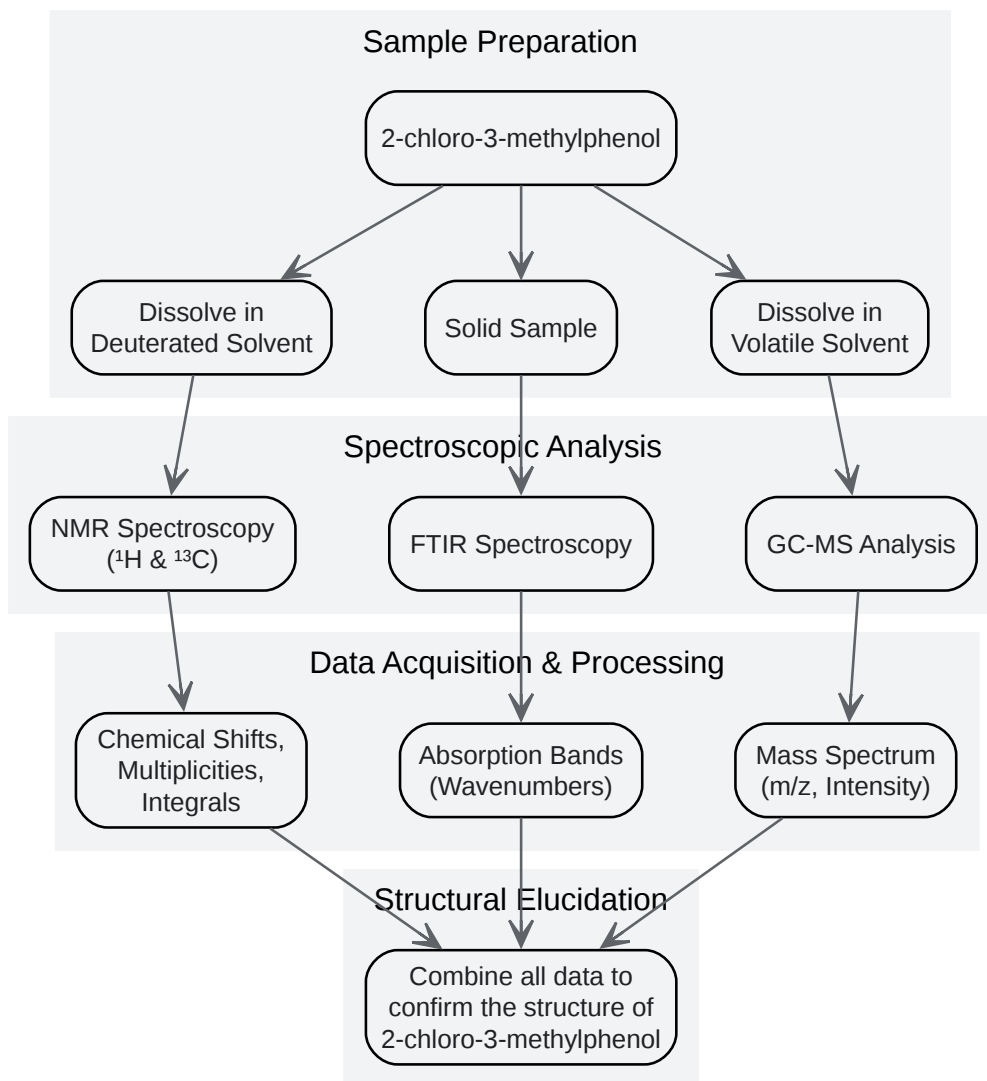 Sample Preparation
2-chloro-3-methylphenol
Dissolve in
Deuterated Solvent
Solid Sample
Dissolve in
Volatile Solvent
Spectroscopic Analysis
NMR Spectroscopy
(¹H & ¹³C)
FTIR Spectroscopy
GC-MS Analysis
Data Acquisition & Processing
Chemical Shifts,
Multiplicities,
Integrals
Absorption Bands
(Wavenumbers)
Mass Spectrum
(m/z, Intensity)
Structural Elucidation
Combine all data to
confirm the structure of
2-chloro-3-methylphenol